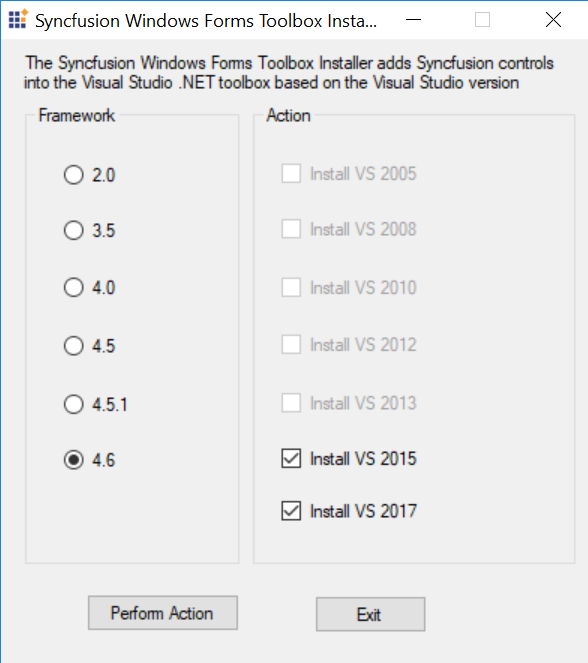 Syncfusion Windows Forms Toolbox Insta...
The Syncfusion Windows Forms Toolbox Installer adds Syncfusion controls
into the Visual Studio .NET toolbox based on the Visual Studio version
Framework
2.0
3.5
4.0
4.5
4.5.1
4.6
Action
Install VS 2005
Install VS 2008
Install VS 2010
Install VS 2012
Install VS 2013
Install VS 2015
Install VS 2017
Perform Action
Exit